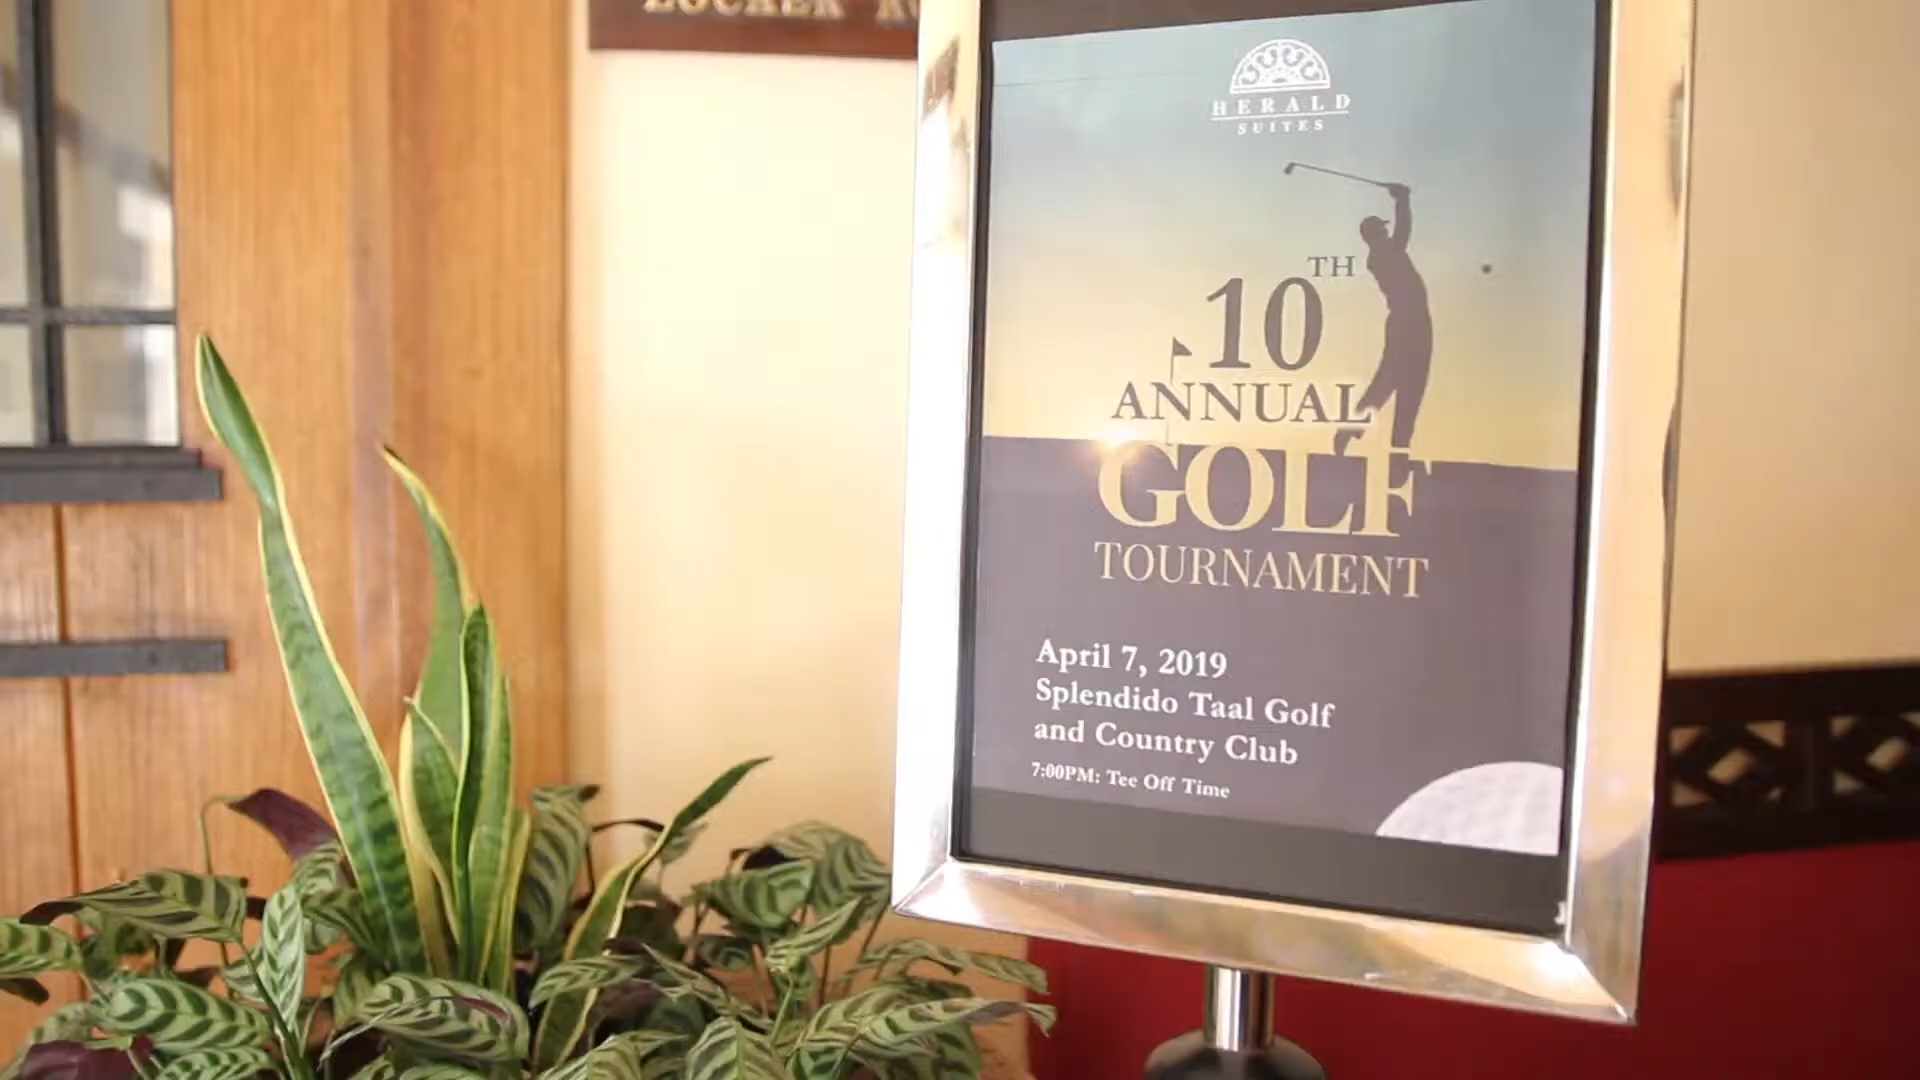 LOCKER
HERALD
SUITES
10TH
ANNUAL
GOLF
TOURNAMENT
April 7, 2019
Splendido Taal Golf
and Country Club
7:00PM: Tee Off Time